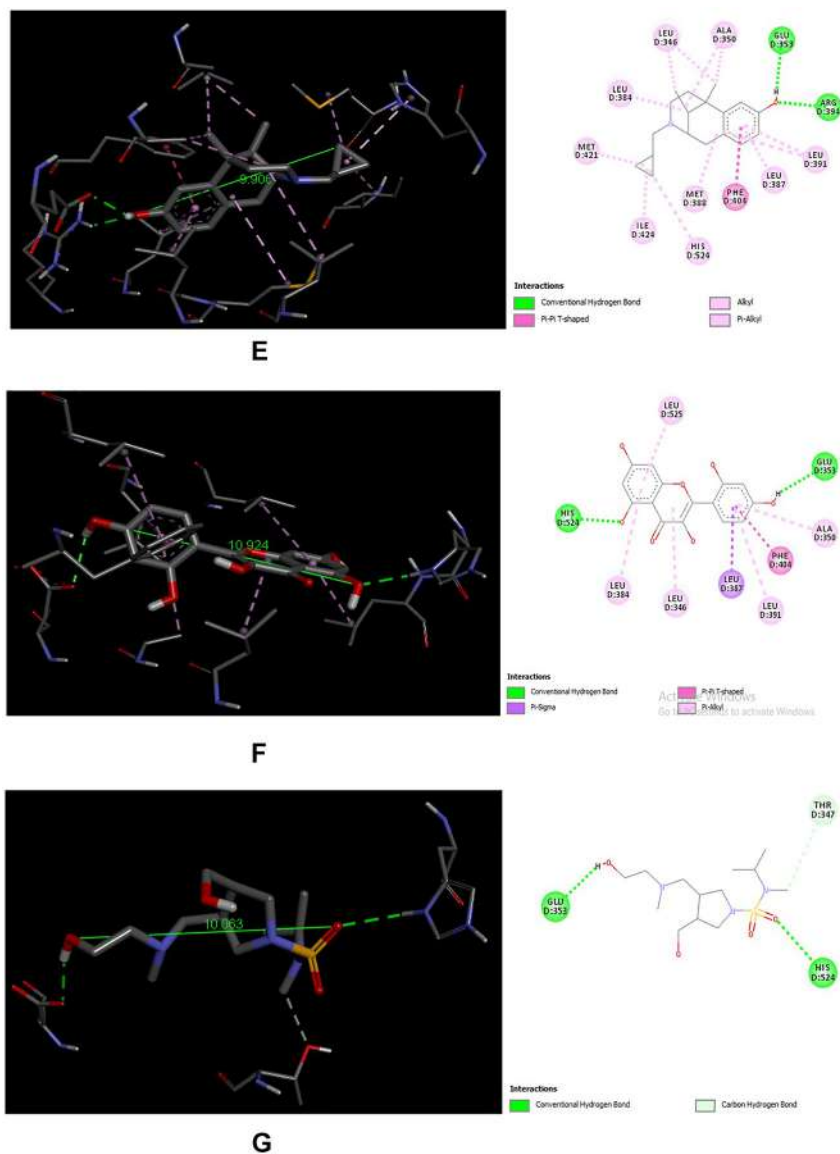 9.906
LEU
D:346
ALA
D:350
GLU
D:353
H
O
ARG
D:394
LEU
D:384
MET
D:421
N
LEU
D:391
LEU
D:387
MET
D:388
PHE
D:404
ILE
D:424
HIS
D:524
Interactions
Conventional Hydrogen Bond
Pi-Pi T-shaped
Alkyl
Pi-Alkyl
E
10.924
LEU
D:525
GLU
D:353
H
HIS
D:524
ALA
D:350
PHE
D:404
LEU
D:384
LEU
D:346
LEU
D:387
LEU
D:391
Interactions
Conventional Hydrogen Bond
Pi-Sigma
Pi-Pi T-shaped
Pi-Alkyl
Activate Windows
to activate Windows
F
THR
D:347
H
O
GLU
D:353
N
N
N
S
O
O
O
HIS
D:524
Interactions
Conventional Hydrogen Bond
Carbon Hydrogen Bond
G